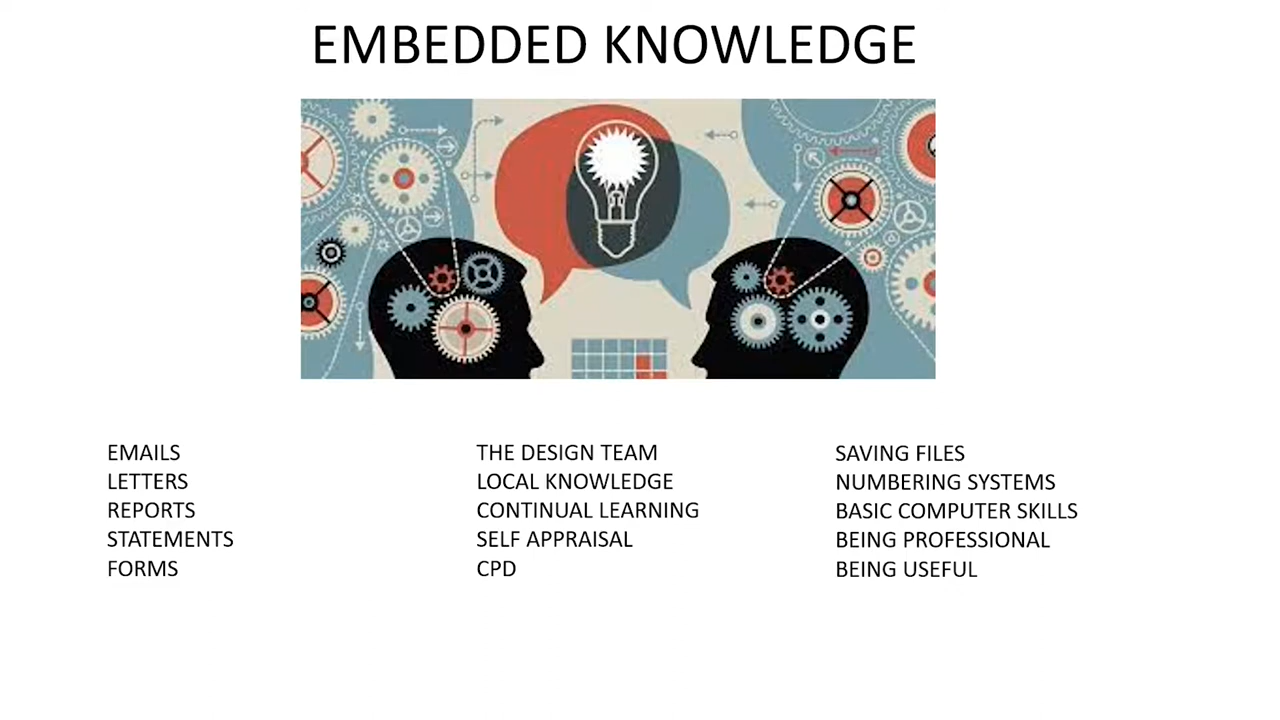 EMBEDDED KNOWLEDGE
EMAILS
LETTERS
REPORTS
STATEMENTS
FORMS
THE DESIGN TEAM
LOCAL KNOWLEDGE
CONTINUAL LEARNING
SELF APPRAISAL
CPD
SAVING FILES
NUMBERING SYSTEMS
BASIC COMPUTER SKILLS
BEING PROFESSIONAL
BEING USEFUL